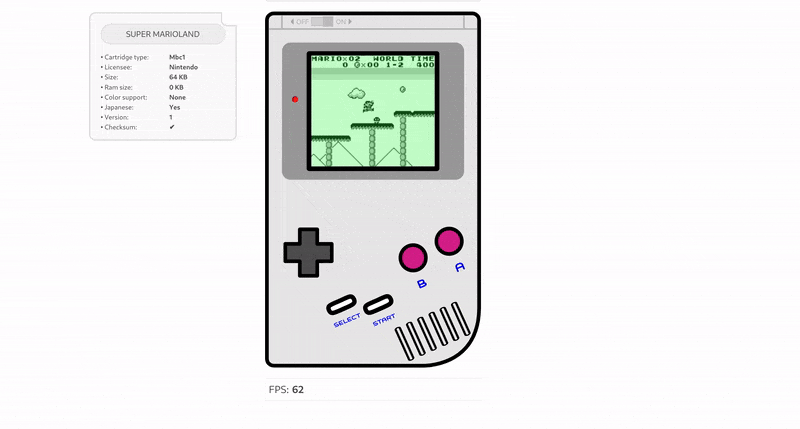 SUPER MARIOLAND
• Cartridge type: Mbc1
• Licensee: Nintendo
• Size: 64 KB
• Ram size: 0 KB
• Color support: None
• Japanese: Yes
• Version: 1
• Checksum: ✔
OFF ON
MARIO×02 WORLD TIME
0 ×00 1-2 400
B A
SELECT START
FPS: 62